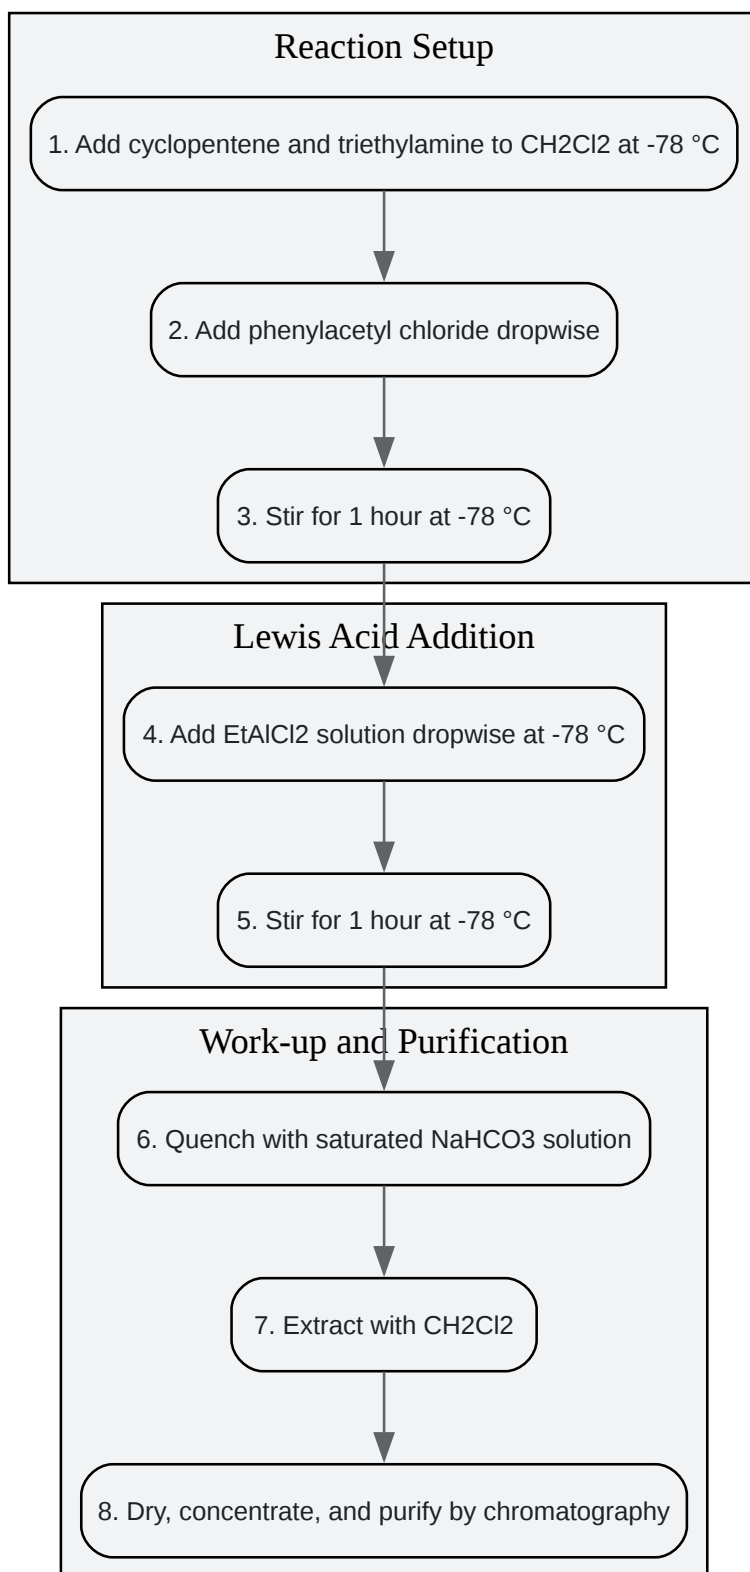 Reaction Setup
1. Add cyclopentene and triethylamine to CH2Cl2 at -78 °C
2. Add phenylacetyl chloride dropwise
3. Stir for 1 hour at -78 °C
Lewis Acid Addition
4. Add EtAlCl2 solution dropwise at -78 °C
5. Stir for 1 hour at -78 °C
Work-up and Purification
6. Quench with saturated NaHCO3 solution
7. Extract with CH2Cl2
8. Dry, concentrate, and purify by chromatography